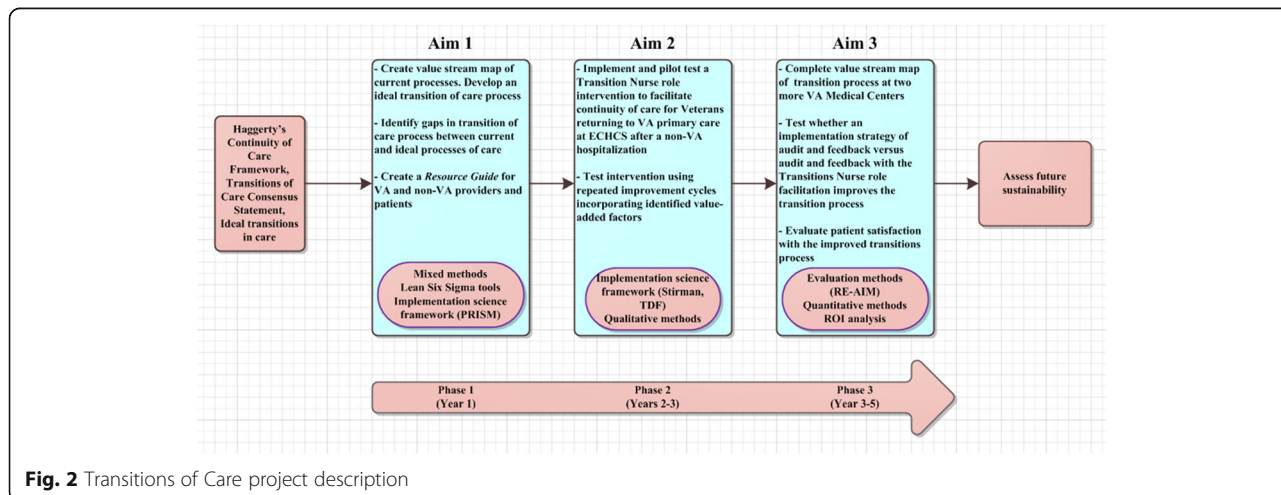 Aim 1
Aim 2
Aim 3
Haggerty's
Continuity of
Care
Framework,
Transitions of
Care Consensus
Statement,
Ideal transitions
in care
- Create value stream map of
current processes. Develop an
ideal transition of care process
- Identify gaps in transition of
care process between current
and ideal processes of care
- Create a Resource Guide for
VA and non-VA providers and
patients
Mixed methods
Lean Six Sigma tools
Implementation science
framework (PRISM)
- Implement and pilot test a
Transition Nurse role
intervention to facilitate
continuity of care for Veterans
returning to VA primary care
at ECHCS after a non-VA
hospitalization
- Test intervention using
repeated improvement cycles
incorporating identified value-
added factors
Implementation science
framework (Stirman,
TDF)
Qualitative methods
- Complete value stream map
of transition process at two
more VA Medical Centers
- Test whether an
implementation strategy of
audit and feedback versus
audit and feedback with the
Transitions Nurse role
facilitation improves the
transition process
- Evaluate patient satisfaction
with the improved transitions
process
Evaluation methods
(RE-AIM)
Quantitative methods
ROI analysis
Assess future
sustainability
Phase 1
(Year 1)
Phase 2
(Years 2-3)
Phase 3
(Year 3-5)
Fig. 2 Transitions of Care project description